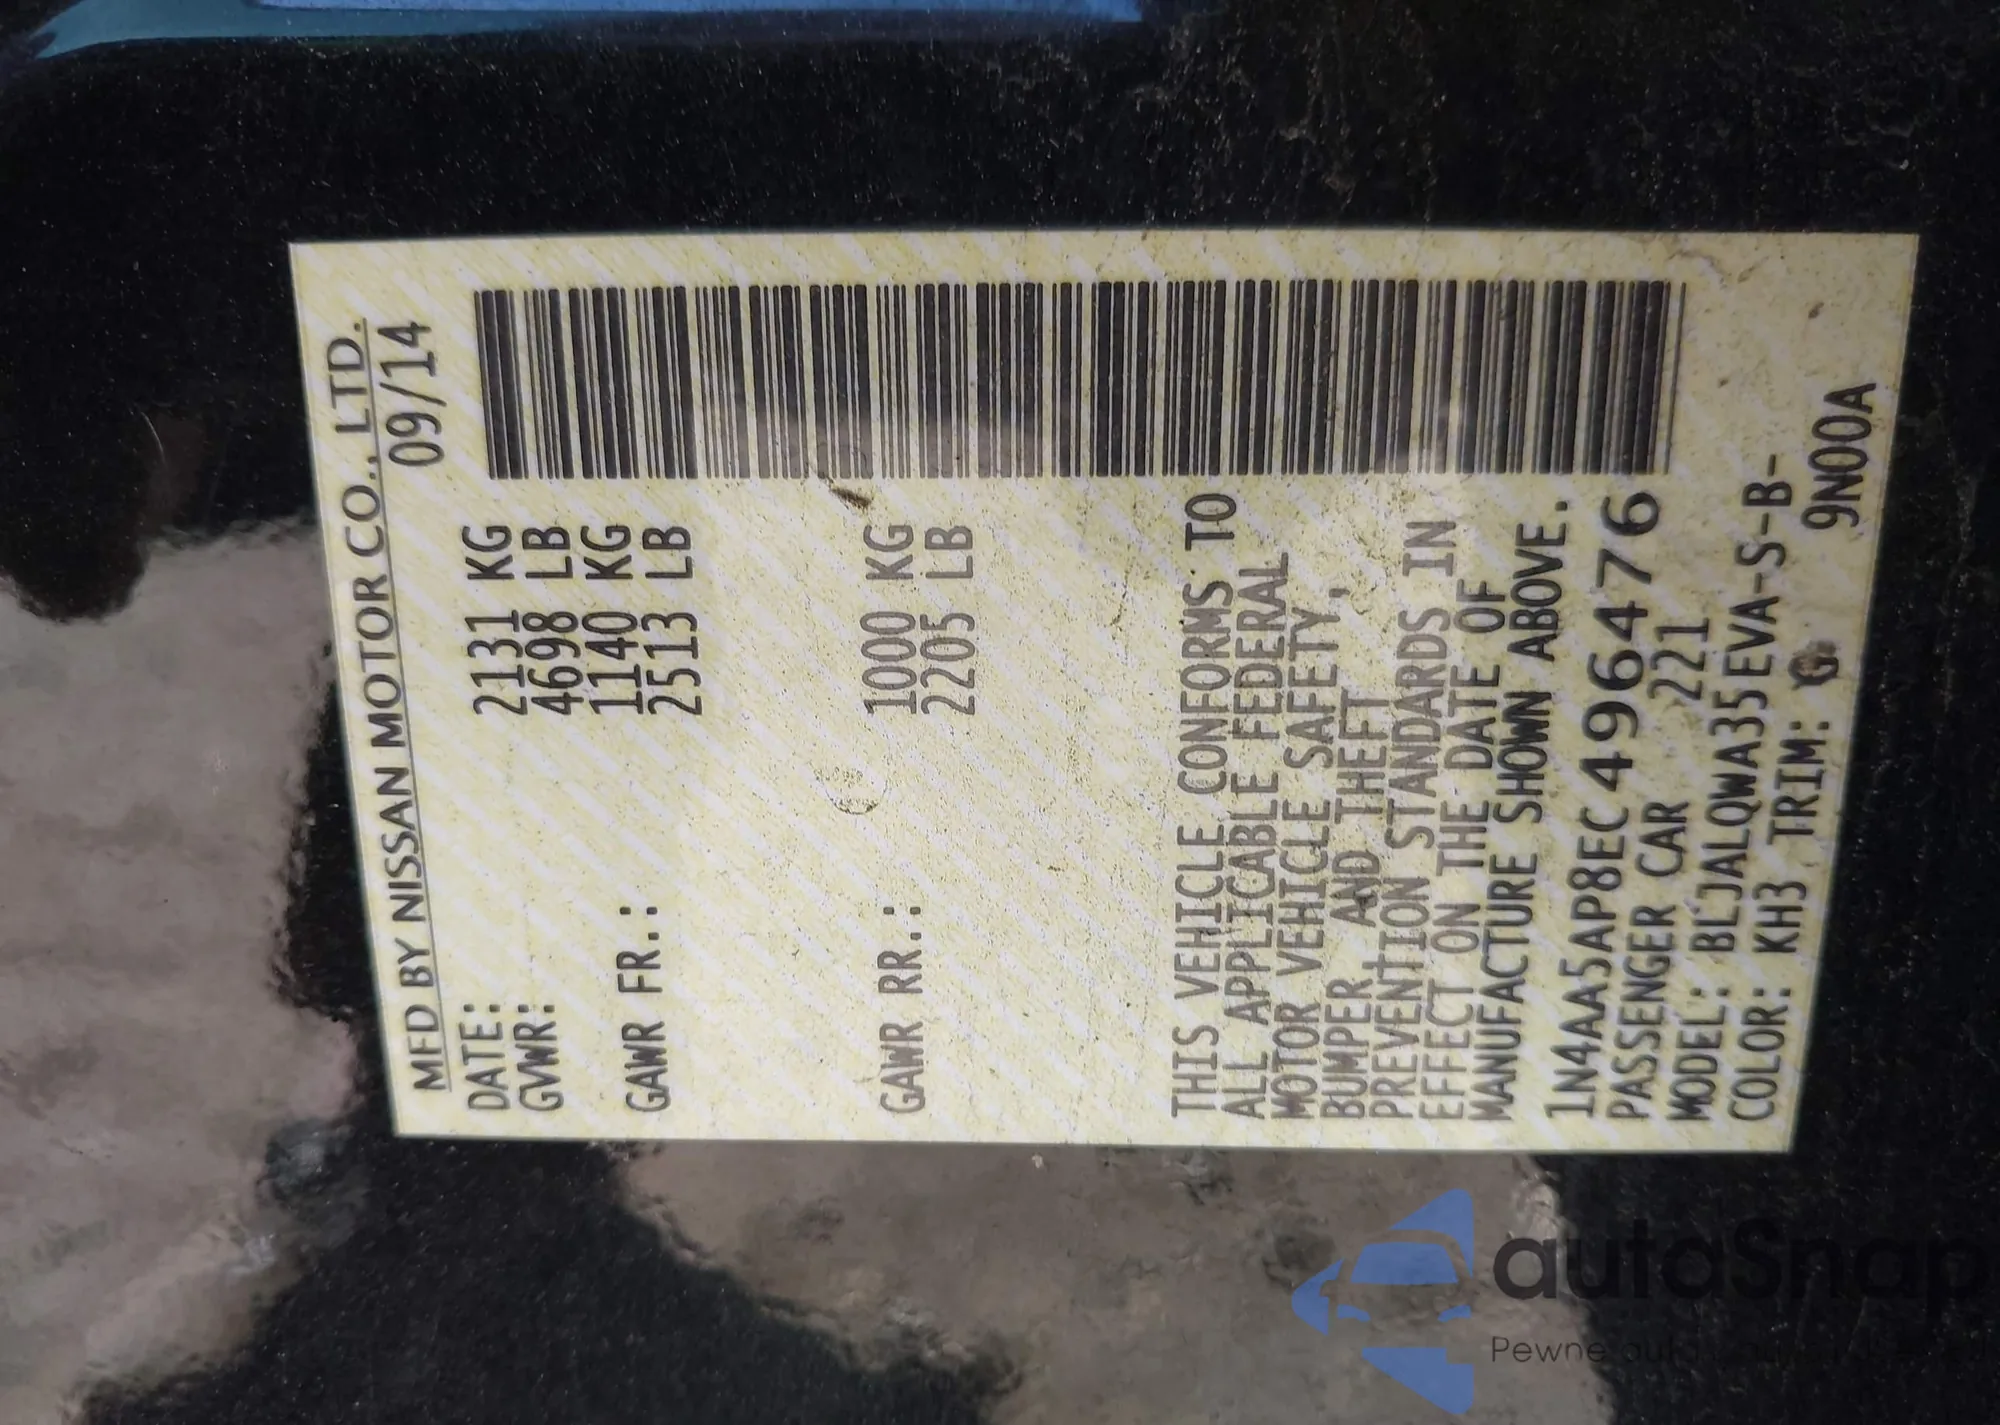 MFD BY NISSAN MOTOR CO., LTD.
DATE: 09/14
GVWR: 2131 KG
4698 LB
GAWR FR.: 1140 KG
2513 LB
GAWR RR.: 1000 KG
2205 LB
THIS VEHICLE CONFORMS TO
ALL APPLICABLE FEDERAL
MOTOR VEHICLE SAFETY,
BUMPER AND THEFT
PREVENTION STANDARDS IN
EFFECT ON THE DATE OF
MANUFACTURE SHOWN ABOVE.
1N4AA5AP8EC496476
PASSENGER CAR 221
MODEL: BLJALQWA35EVA-S-B-
COLOR: KH3 TRIM: G
9N00A
autoSnap
Pewne